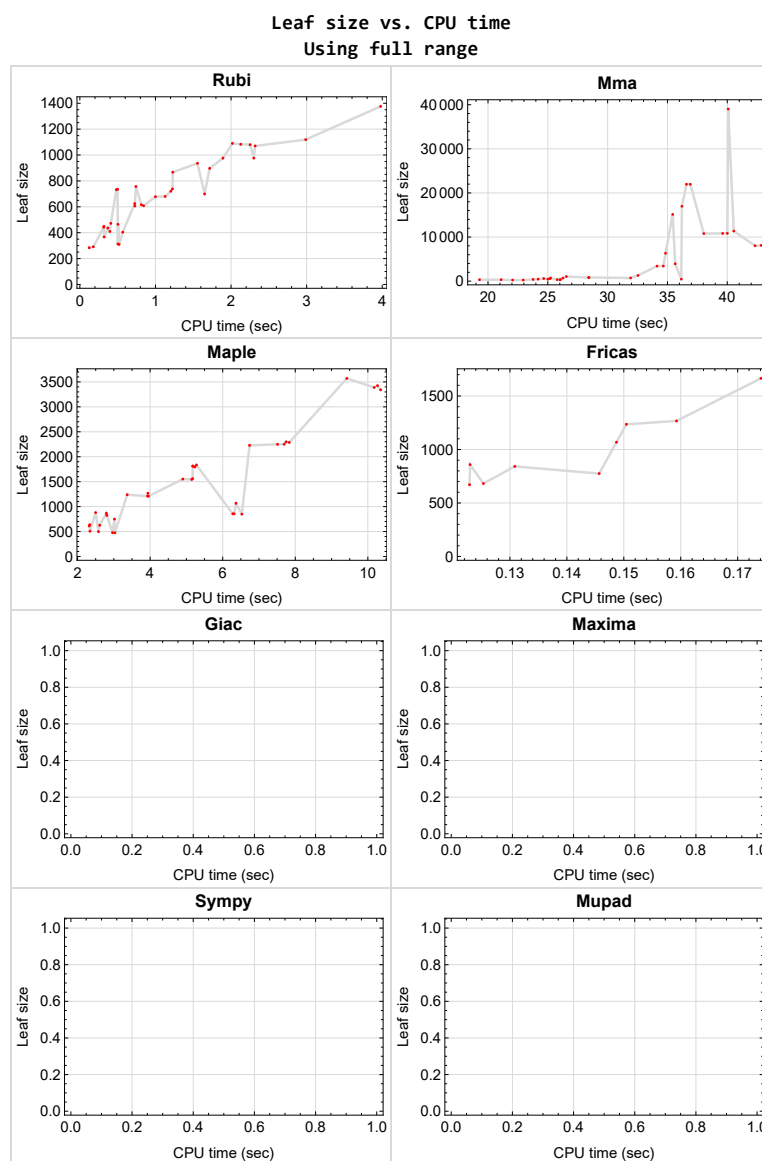 Leaf size vs. CPU time
Using full range
Rubi
Leaf size
1400
1200
1000
800
600
400
200
0
0 1 2 3 4
CPU time (sec)
Mma
Leaf size
40 000
30 000
20 000
10 000
0
20 25 30 35 40
CPU time (sec)
Maple
Leaf size
3500
3000
2500
2000
1500
1000
500
0
2 4 6 8 10
CPU time (sec)
Fricas
Leaf size
1500
1000
500
0
0.13 0.14 0.15 0.16 0.17
CPU time (sec)
Giac
Leaf size
1.0
0.8
0.6
0.4
0.2
0.0
0.0 0.2 0.4 0.6 0.8 1.0
CPU time (sec)
Maxima
Leaf size
1.0
0.8
0.6
0.4
0.2
0.0
0.0 0.2 0.4 0.6 0.8 1.0
CPU time (sec)
Sympy
Leaf size
1.0
0.8
0.6
0.4
0.2
0.0
0.0 0.2 0.4 0.6 0.8 1.0
CPU time (sec)
Mupad
Leaf size
1.0
0.8
0.6
0.4
0.2
0.0
0.0 0.2 0.4 0.6 0.8 1.0
CPU time (sec)